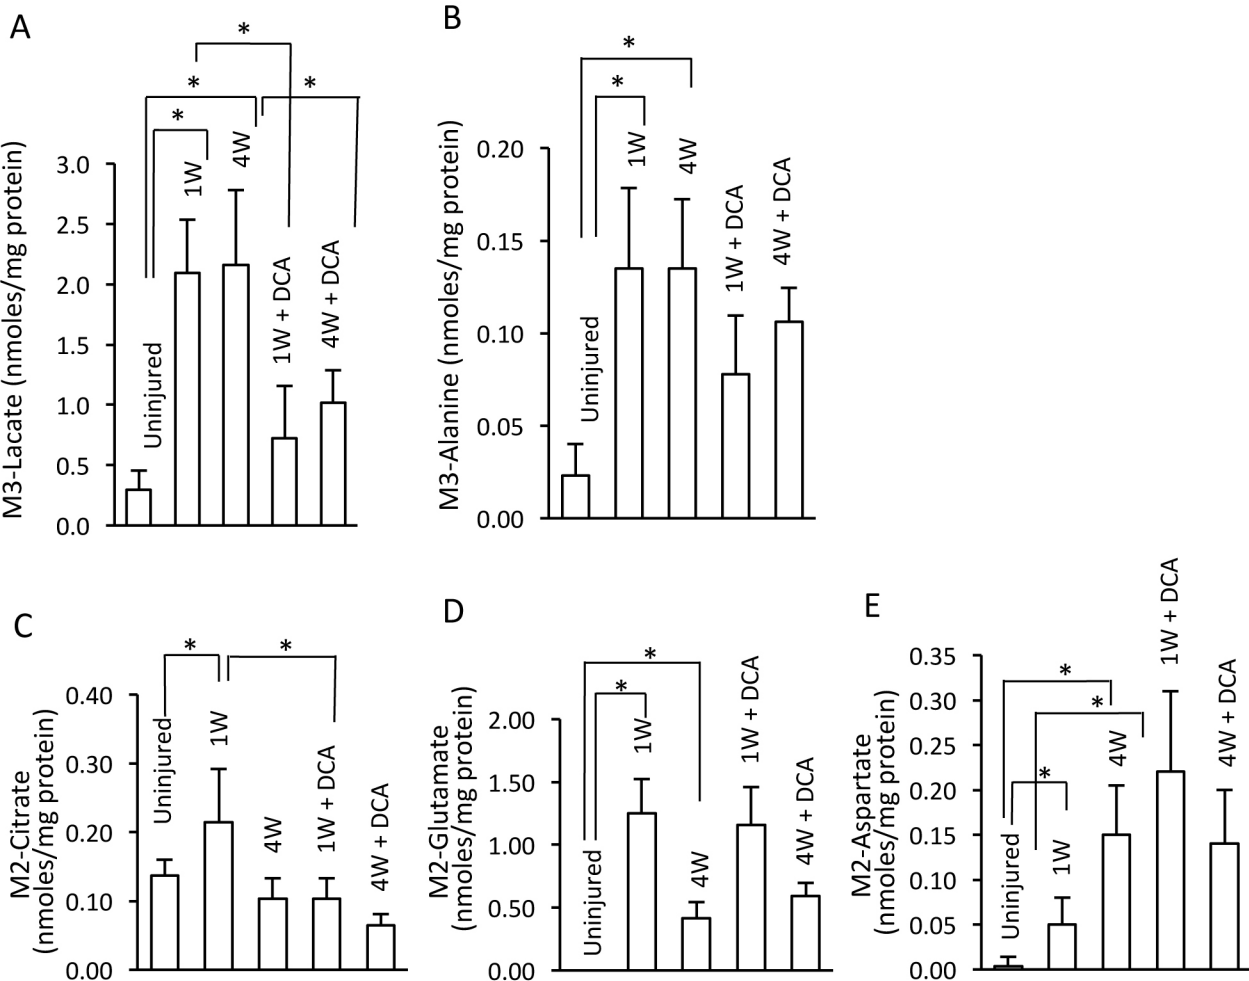 A
*
*
*
*
M3-Lacate (nmoles/mg protein)
3.0
2.5
2.0
1.5
1.0
0.5
0.0
Uninjured
1W
4W
1W + DCA
4W + DCA
B
*
*
M3-Alanine (nmoles/mg protein)
0.20
0.15
0.10
0.05
0.00
Uninjured
1W
4W
1W + DCA
4W + DCA
C
*
*
M2-Citrate
(nmoles/mg protein)
0.40
0.30
0.20
0.10
0.00
Uninjured
1W
4W
1W + DCA
4W + DCA
D
*
*
M2-Glutamate
(nmoles/mg protein)
2.00
1.50
1.00
0.50
0.00
Uninjured
1W
4W
1W + DCA
4W + DCA
E
*
*
*
M2-Aspartate
(nmoles/mg protein)
0.35
0.30
0.25
0.20
0.15
0.10
0.05
0.00
Uninjured
1W
4W
1W + DCA
4W + DCA